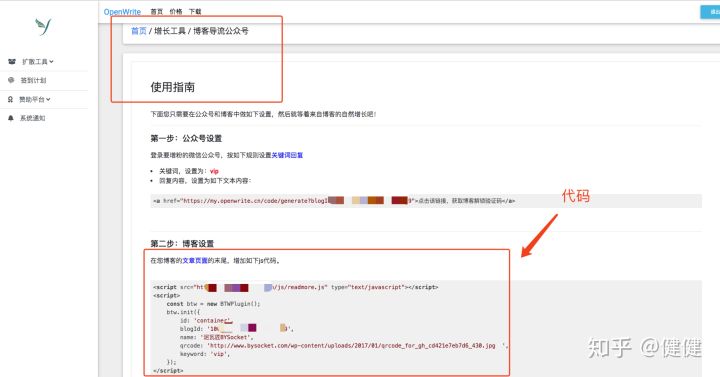 OpenWrite 首页 价格 下载
首页 / 增长工具 / 博客导流公众号
扩散工具
签到计划
赞助平台
系统通知
使用指南
下面您只需要在公众号和博客中做如下设置，然后就等着来自博客的自然增长吧！
第一步：公众号设置
登录要增粉的微信公众号，按如下规则设置关键词回复
• 关键词，设置为：vip
• 回复内容，设置为如下文本内容：
<a href="https://my.openwrite.cn/code/generate?blogI 9">点击该链接，获取博客解锁验证码</a>
代码
第二步：博客设置
在您博客的文章页面的末尾，增加如下js代码。
<script src="ht /js/readmore.js" type="text/javascript"></script>
<script>
const btw = new BTWPlugin();
btw.init({
id: 'container',
blogId: '
name: '泥瓦匠BYSocket',
qrcode: 'http://www.bysocket.com/wp-content/uploads/2017/01/qrcode_for_gh_cd421e7eb7d6_430.jpg ',
keyword: 'vip',
});
</script>
知乎 @健健